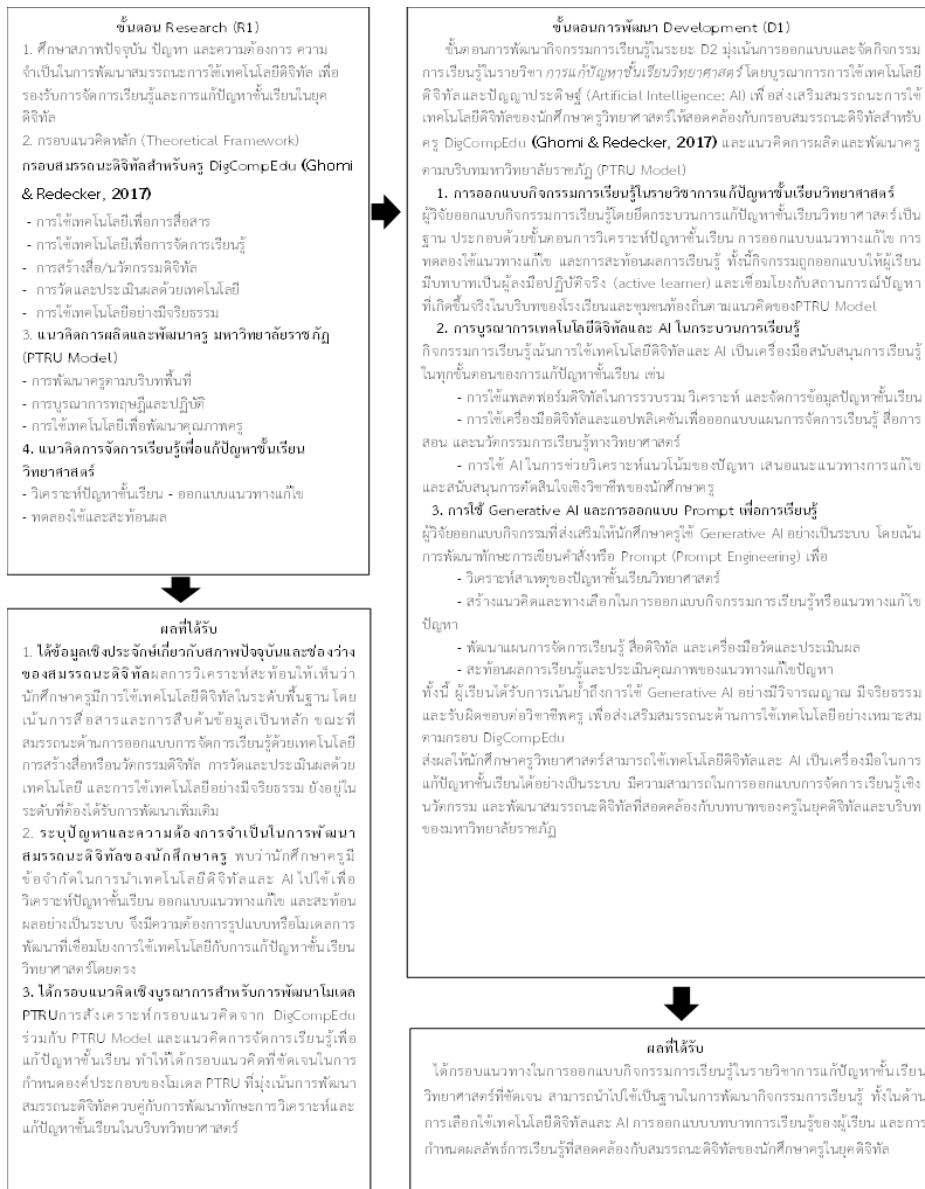 ขั้นตอน Research (R1)
1. ศึกษาสภาพปัจจุบัน ปัญหา และความต้องการ ความ
จำเป็นในการพัฒนาสมรรถนะการใช้เทคโนโลยีดิจิทัล เพื่อ
รองรับการจัดการเรียนรู้และการแก้ปัญหาชั้นเรียนในยุค
ดิจิทัล
2. กรอบแนวคิดหลัก (Theoretical Framework)
กรอบสมรรถนะดิจิทัลสำหรับครู DigCompEdu (Ghomi
& Redecker, 2017)
- การใช้เทคโนโลยีเพื่อการสื่อสาร
- การใช้เทคโนโลยีเพื่อการจัดการเรียนรู้
- การสร้างสื่อ/นวัตกรรมดิจิทัล
- การวัดและประเมินผลด้วยเทคโนโลยี
- การใช้เทคโนโลยีอย่างมีจริยธรรม
3. แนวคิดการผลิตและพัฒนาครู มหาวิทยาลัยราชภัฏ
(PTRU Model)
- การพัฒนาครูตามบริบทพื้นที่
- การบูรณาการทฤษฎีและปฏิบัติ
- การใช้เทคโนโลยีเพื่อพัฒนาคุณภาพครู
4. แนวคิดการจัดการเรียนรู้เพื่อแก้ปัญหาชั้นเรียน
วิทยาศาสตร์
- วิเคราะห์ปัญหาชั้นเรียน - ออกแบบแนวทางแก้ไข
- ทดลองใช้และสะท้อนผล
ผลที่ได้รับ
1. ได้ข้อมูลเชิงประจักษ์เกี่ยวกับสภาพปัจจุบันและช่องว่าง
ของสมรรถนะดิจิทัลผลการวิเคราะห์สะท้อนให้เห็นว่า
นักศึกษาครูมีการใช้เทคโนโลยีดิจิทัลในระดับพื้นฐาน โดย
เน้นการสื่อสารและการสืบค้นข้อมูลเป็นหลัก ขณะที่
สมรรถนะด้านการออกแบบการจัดการเรียนรู้ด้วยเทคโนโลยี
การสร้างสื่อหรือนวัตกรรมดิจิทัล การวัดและประเมินผลด้วย
เทคโนโลยี และการใช้เทคโนโลยีอย่างมีจริยธรรม ยังอยู่ใน
ระดับที่ต้องได้รับการพัฒนาเพิ่มเติม
2. ระบุปัญหาและความต้องการจำเป็นในการพัฒนา
สมรรถนะดิจิทัลของนักศึกษาครู พบว่านักศึกษาครูมี
ข้อจำกัดในการนำเทคโนโลยีดิจิทัลและ AI ไปใช้เพื่อ
วิเคราะห์ปัญหาชั้นเรียน ออกแบบแนวทางแก้ไข และสะท้อน
ผลอย่างเป็นระบบ จึงมีความต้องการรูปแบบหรือโมเดลการ
พัฒนาที่เชื่อมโยงการใช้เทคโนโลยีกับการแก้ปัญหาชั้นเรียน
วิทยาศาสตร์โดยตรง
3. ได้กรอบแนวคิดเชิงบูรณาการสำหรับการพัฒนาโมเดล
PTRUการสังเคราะห์กรอบแนวคิดจาก DigCompEdu
ร่วมกับ PTRU Model และแนวคิดการจัดการเรียนรู้เพื่อ
แก้ปัญหาชั้นเรียน ทำให้ได้กรอบแนวคิดที่ชัดเจนในการ
กำหนดองค์ประกอบของโมเดล PTRU ที่มุ่งเน้นการพัฒนา
สมรรถนะดิจิทัลควบคู่กับการพัฒนาทักษะการวิเคราะห์และ
แก้ปัญหาชั้นเรียนในบริบทวิทยาศาสตร์
ขั้นตอนการพัฒนา Development (D1)
ขั้นตอนการพัฒนากิจกรรมการเรียนรู้ในระยะ D2 มุ่งเน้นการออกแบบและจัดกิจกรรม
การเรียนรู้ในรายวิชา การแก้ปัญหาชั้นเรียนวิทยาศาสตร์ โดยบูรณาการการใช้เทคโนโลยี
ดิจิทัลและปัญญาประดิษฐ์ (Artificial Intelligence: AI) เพื่อส่งเสริมสมรรถนะการใช้
เทคโนโลยีดิจิทัลของนักศึกษาครูวิทยาศาสตร์ให้สอดคล้องกับกรอบสมรรถนะดิจิทัลสำหรับ
ครู DigCompEdu (Ghomi & Redecker, 2017) และแนวคิดการผลิตและพัฒนาครู
ตามบริบทมหาวิทยาลัยราชภัฏ (PTRU Model)
1. การออกแบบกิจกรรมการเรียนรู้ในรายวิชาการแก้ปัญหาชั้นเรียนวิทยาศาสตร์
ผู้วิจัยออกแบบกิจกรรมการเรียนรู้โดยยึดกระบวนการแก้ปัญหาชั้นเรียนวิทยาศาสตร์เป็น
ฐาน ประกอบด้วยขั้นตอนการวิเคราะห์ปัญหาชั้นเรียน การออกแบบแนวทางแก้ไข การ
ทดลองใช้แนวทางแก้ไข และการสะท้อนผลการเรียนรู้ ทั้งนี้กิจกรรมถูกออกแบบให้ผู้เรียน
มีบทบาทเป็นผู้ลงมือปฏิบัติจริง (active learner) และเชื่อมโยงกับสถานการณ์ปัญหา
ที่เกิดขึ้นจริงในบริบทของโรงเรียนและชุมชนท้องถิ่นตามแนวคิดของPTRU Model
2. การบูรณาการเทคโนโลยีดิจิทัลและ AI ในกระบวนการเรียนรู้
กิจกรรมการเรียนรู้เน้นการใช้เทคโนโลยีดิจิทัลและ AI เป็นเครื่องมือสนับสนุนการเรียนรู้
ในทุกขั้นตอนของการแก้ปัญหาชั้นเรียน เช่น
- การใช้แพลตฟอร์มดิจิทัลในการรวบรวม วิเคราะห์ และจัดการข้อมูลปัญหาชั้นเรียน
- การใช้เครื่องมือดิจิทัลและแอปพลิเคชันเพื่อออกแบบแผนการจัดการเรียนรู้ สื่อการ
สอน และนวัตกรรมการเรียนรู้ทางวิทยาศาสตร์
- การใช้ AI ในการช่วยวิเคราะห์แนวโน้มของปัญหา เสนอแนะแนวทางการแก้ไข
และสนับสนุนการตัดสินใจเชิงวิชาชีพของนักศึกษาครู
3. การใช้ Generative AI และการออกแบบ Prompt เพื่อการเรียนรู้
ผู้วิจัยออกแบบกิจกรรมที่ส่งเสริมให้นักศึกษาครูใช้ Generative AI อย่างเป็นระบบ โดยเน้น
การพัฒนาทักษะการเขียนคำสั่งหรือ Prompt (Prompt Engineering) เพื่อ
- วิเคราะห์สาเหตุของปัญหาชั้นเรียนวิทยาศาสตร์
- สร้างแนวคิดและทางเลือกในการออกแบบกิจกรรมการเรียนรู้หรือแนวทางแก้ไข
ปัญหา
- พัฒนาแผนการจัดการเรียนรู้ สื่อดิจิทัล และเครื่องมือวัดและประเมินผล
- สะท้อนผลการเรียนรู้และประเมินคุณภาพของแนวทางแก้ไขปัญหา
ทั้งนี้ ผู้เรียนได้รับการเน้นย้ำถึงการใช้ Generative AI อย่างมีวิจารณญาณ มีจริยธรรม
และรับผิดชอบต่อวิชาชีพครู เพื่อส่งเสริมสมรรถนะด้านการใช้เทคโนโลยีอย่างเหมาะสม
ตามกรอบ DigCompEdu
ส่งผลให้นักศึกษาครูวิทยาศาสตร์สามารถใช้เทคโนโลยีดิจิทัลและ AI เป็นเครื่องมือในการ
แก้ปัญหาชั้นเรียนได้อย่างเป็นระบบ มีความสามารถในการออกแบบการจัดการเรียนรู้เชิง
นวัตกรรม และพัฒนาสมรรถนะดิจิทัลที่สอดคล้องกับบทบาทของครูในยุคดิจิทัลและบริบท
ของมหาวิทยาลัยราชภัฏ
ผลที่ได้รับ
ได้กรอบแนวทางในการออกแบบกิจกรรมการเรียนรู้ในรายวิชาการแก้ปัญหาชั้นเรียน
วิทยาศาสตร์ที่ชัดเจน สามารถนำไปใช้เป็นฐานในการพัฒนากิจกรรมการเรียนรู้ ทั้งในด้าน
การเลือกใช้เทคโนโลยีดิจิทัลและ AI การออกแบบบทบาทการเรียนรู้ของผู้เรียน และการ
กำหนดผลลัพธ์การเรียนรู้ที่สอดคล้องกับสมรรถนะดิจิทัลของนักศึกษาครูในยุคดิจิทัล